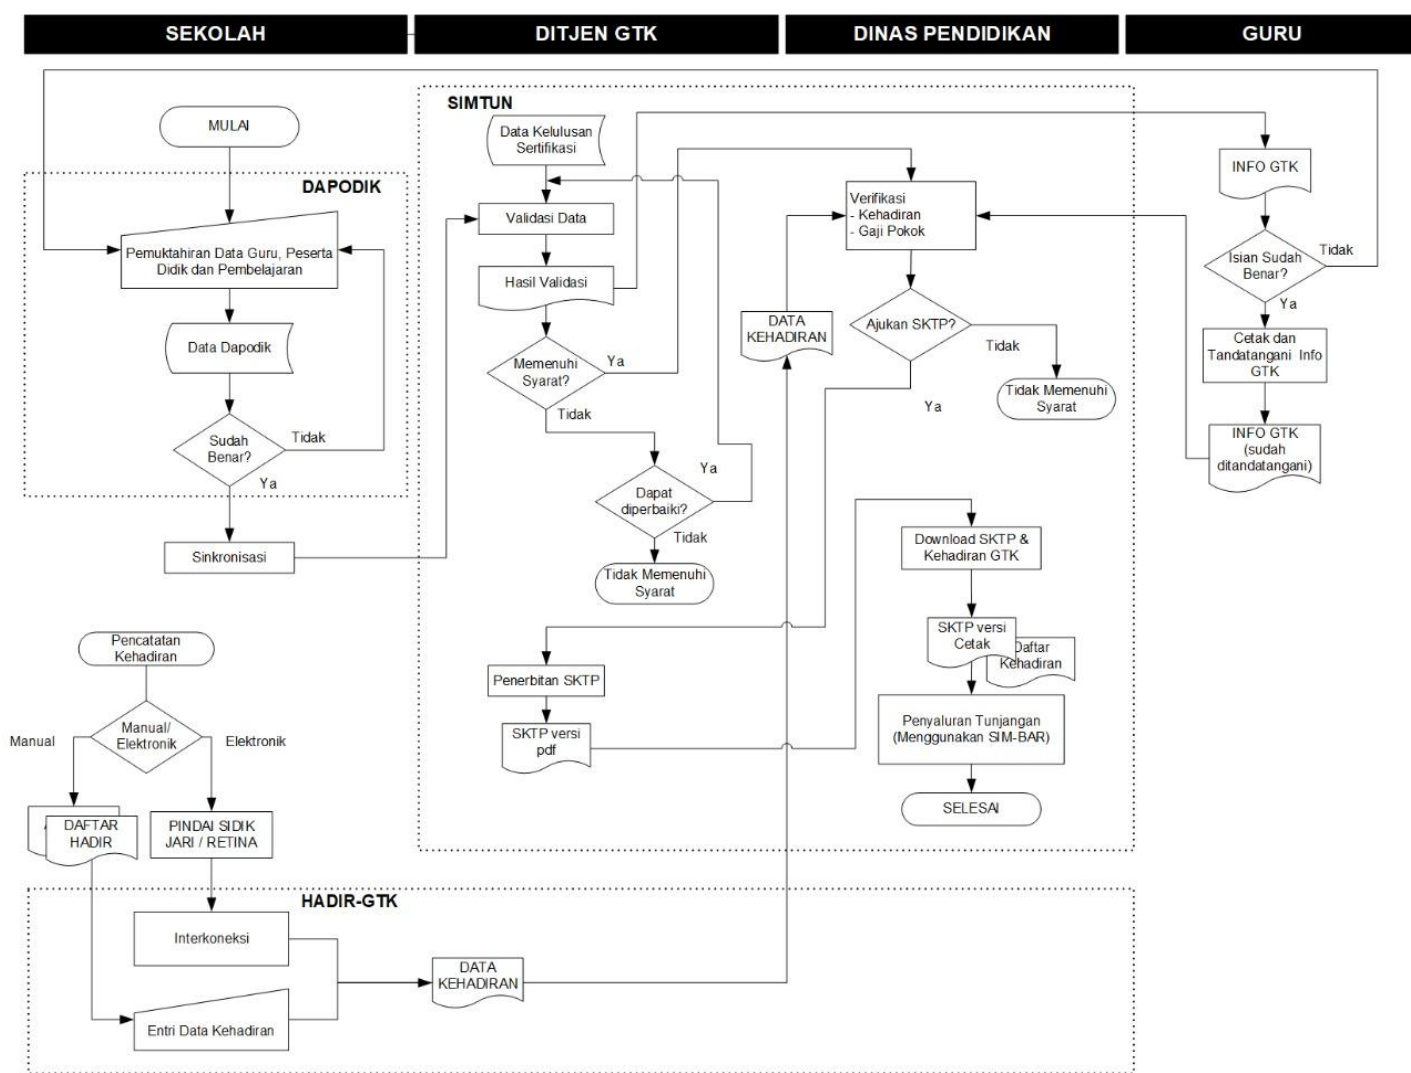 SEKOLAH
DITJEN GTK
DINAS PENDIDIKAN
GURU
MULAI
DAPODIK
Pemuktahiran Data Guru, Peserta
Didik dan Pembelajaran
Data Dapodik
Sudah
Benar?
Tidak
Ya
Sinkronisasi
SIMTUN
Data Kelulusan
Sertifikasi
Validasi Data
Hasil Validasi
Memenuhi
Syarat?
Ya
Tidak
Dapat
diperbaiki?
Ya
Tidak
Tidak Memenuhi
Syarat
Verifikasi
- Kehadiran
- Gaji Pokok
DATA
KEHADIRAN
Ajukan SKTP?
Tidak
Tidak Memenuhi
Syarat
Ya
INFO GTK
Isian Sudah
Benar?
Tidak
Ya
Cetak dan
Tandatangani Info
GTK
INFO GTK
(sudah
ditandatangani)
Penerbitan SKTP
SKTP versi
pdf
Download SKTP &
Kehadiran GTK
SKTP versi
Cetak
Daftar
Kehadiran
Penyaluran Tunjangan
(Menggunakan SIM-BAR)
SELESAI
Pencatatan
Kehadiran
Manual/
Elektronik
Manual
Elektronik
DAFTAR
HADIR
PINDAI SIDIK
JARI / RETINA
HADIR-GTK
Interkoneksi
Entri Data Kehadiran
DATA
KEHADIRAN